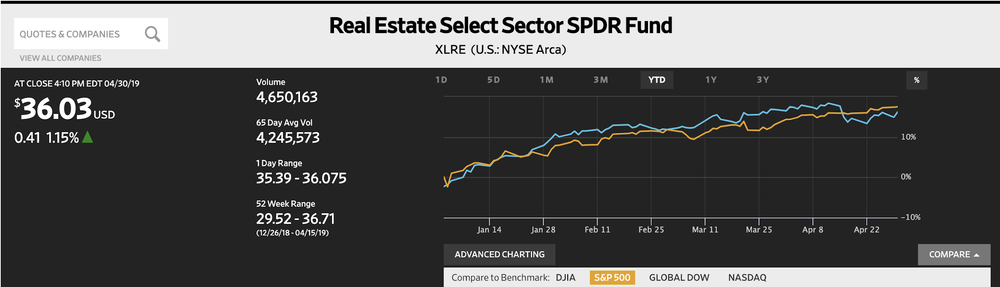 Real Estate Select Sector SPDR Fund
XLRE (U.S.: NYSE Arca)
QUOTES & COMPANIES
VIEW ALL COMPANIES
AT CLOSE 4:10 PM EDT 04/30/19
$36.03 USD
0.41 1.15%
Volume
4,650,163
65 Day Avg Vol
4,245,573
1 Day Range
35.39 - 36.075
52 Week Range
29.52 - 36.71
(12/26/18 - 04/15/19)
1D 5D 1M 3M YTD 1Y 3Y %
10%
0%
-10%
Jan 14 Jan 28 Feb 11 Feb 25 Mar 11 Mar 25 Apr 8 Apr 22
ADVANCED CHARTING
COMPARE
Compare to Benchmark: DJIA S&P 500 GLOBAL DOW NASDAQ